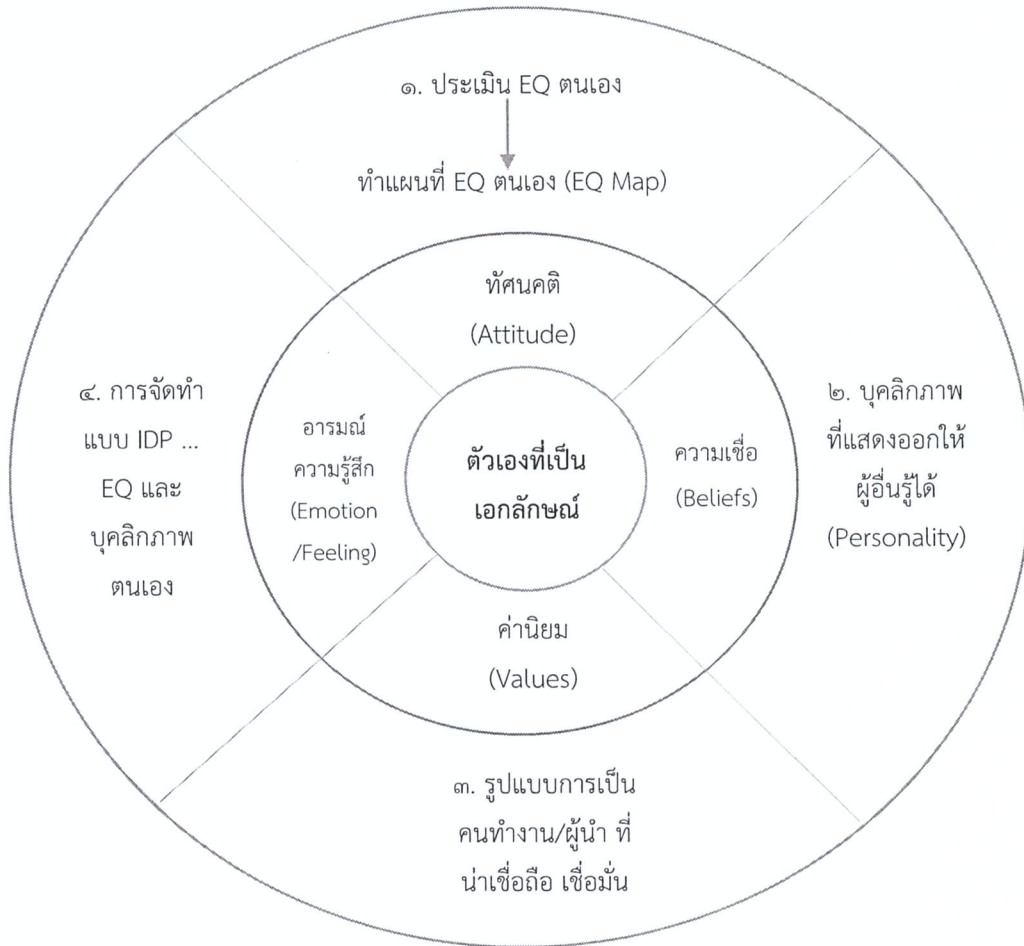 ๑. ประเมิน EQ ตนเอง
ทำแผนที่ EQ ตนเอง (EQ Map)
ทัศนคติ
(Attitude)
๔. การจัดทำ
แบบ IDP ...
EQ และ
บุคลิกภาพ
ตนเอง
อารมณ์
ความรู้สึก
(Emotion
/Feeling)
ตัวเองที่เป็น
เอกลักษณ์
ความเชื่อ
(Beliefs)
๒. บุคลิกภาพ
ที่แสดงออกให้
ผู้อื่นรู้ได้
(Personality)
ค่านิยม
(Values)
๓. รูปแบบการเป็น
คนทำงาน/ผู้นำ ที่
น่าเชื่อถือ เชื่อมั่น